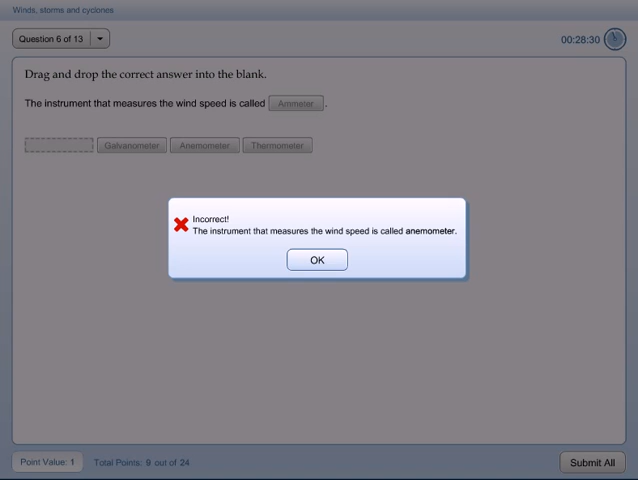 Winds, storms and cyclones
Question 6 of 13
00:28:30
Drag and drop the correct answer into the blank.
The instrument that measures the wind speed is called Ammeter .
Galvanometer Anemometer Thermometer
Incorrect!
The instrument that measures the wind speed is called anemometer.
OK
Point Value: 1 Total Points: 9 out of 24 Submit All